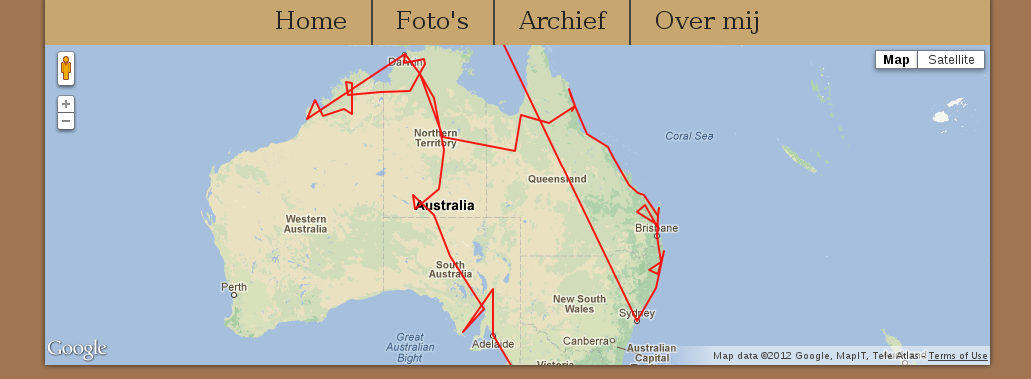 Home Foto's Archief Over mij
Map Satellite
Darwin
Northern
Territory
Coral Sea
Queensland
Australia
Western
Australia
Brisbane
South
Australia
Perth
New South
Wales
Sydney
Great
Australian
Bight
Adelaide
Canberra
Australian
Capital
Victoria
Google
Map data ©2012 Google, MapIT, Tele Atlas - Terms of Use